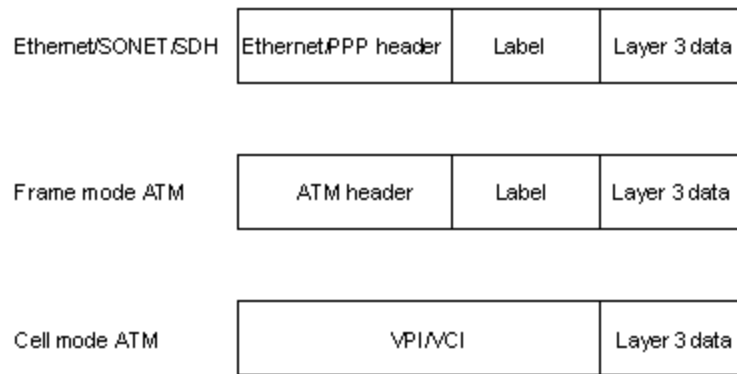 Ethernet/SONET/SDH Ethernet/PPP header Label Layer 3 data
Frame mode ATM ATM header Label Layer 3 data
Cell mode ATM VPI/VCI Layer 3 data